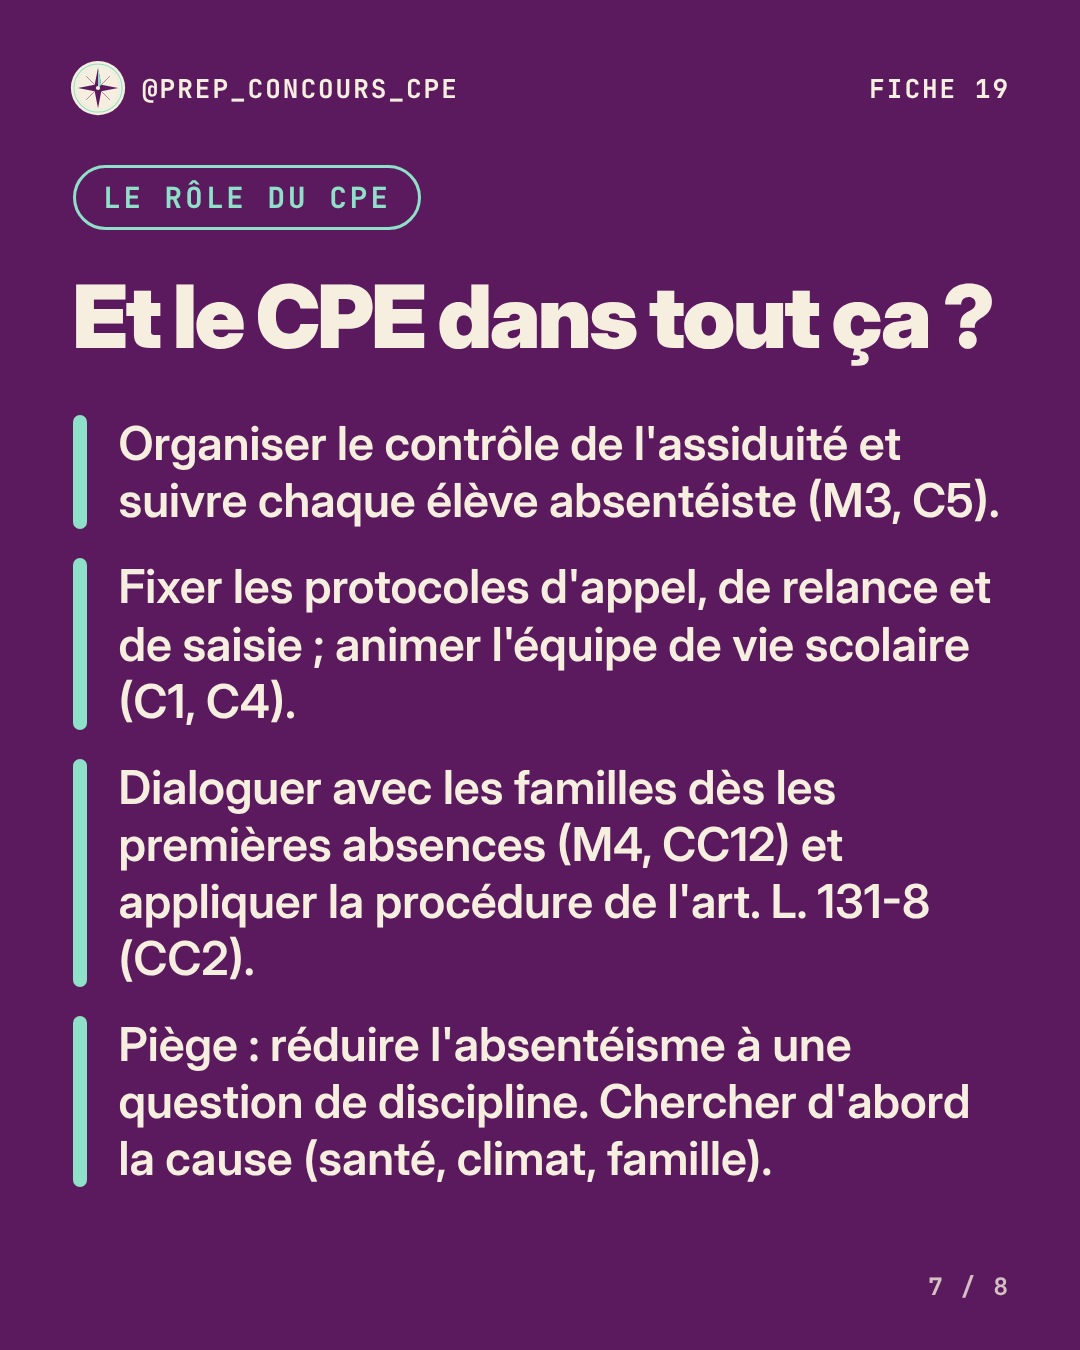 @PREP_CONCOURS_CPE
FICHE 19
LE RÔLE DU CPE
Et le CPE dans tout ça ?
Organiser le contrôle de l'assiduité et
suivre chaque élève absentéiste (M3, C5).
Fixer les protocoles d'appel, de relance et
de saisie ; animer l'équipe de vie scolaire
(C1, C4).
Dialoguer avec les familles dès les
premières absences (M4, CC12) et
appliquer la procédure de l'art. L. 131-8
(CC2).
Piège : réduire l'absentéisme à une
question de discipline. Chercher d'abord
la cause (santé, climat, famille).
7 / 8